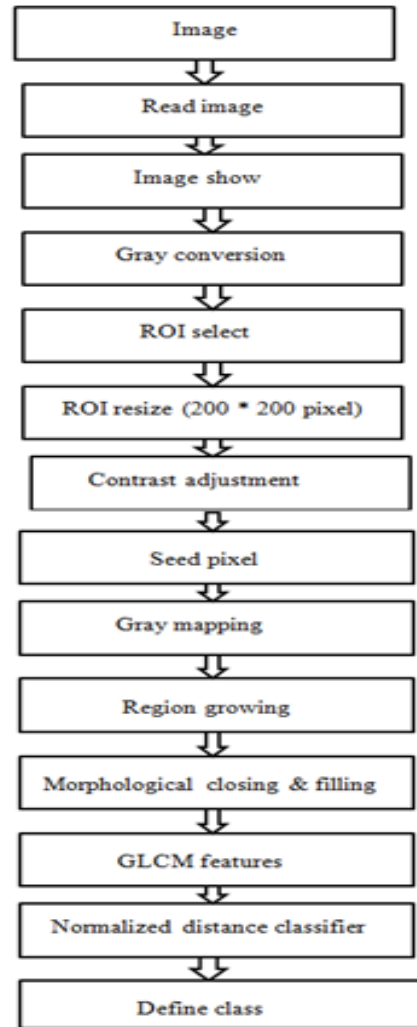 Image
Read image
Image show
Gray conversion
ROI select
ROI resize (200 * 200 pixel)
Contrast adjustment
Seed pixel
Gray mapping
Region growing
Morphological closing & filling
GLCM features
Normalized distance classifier
Define class